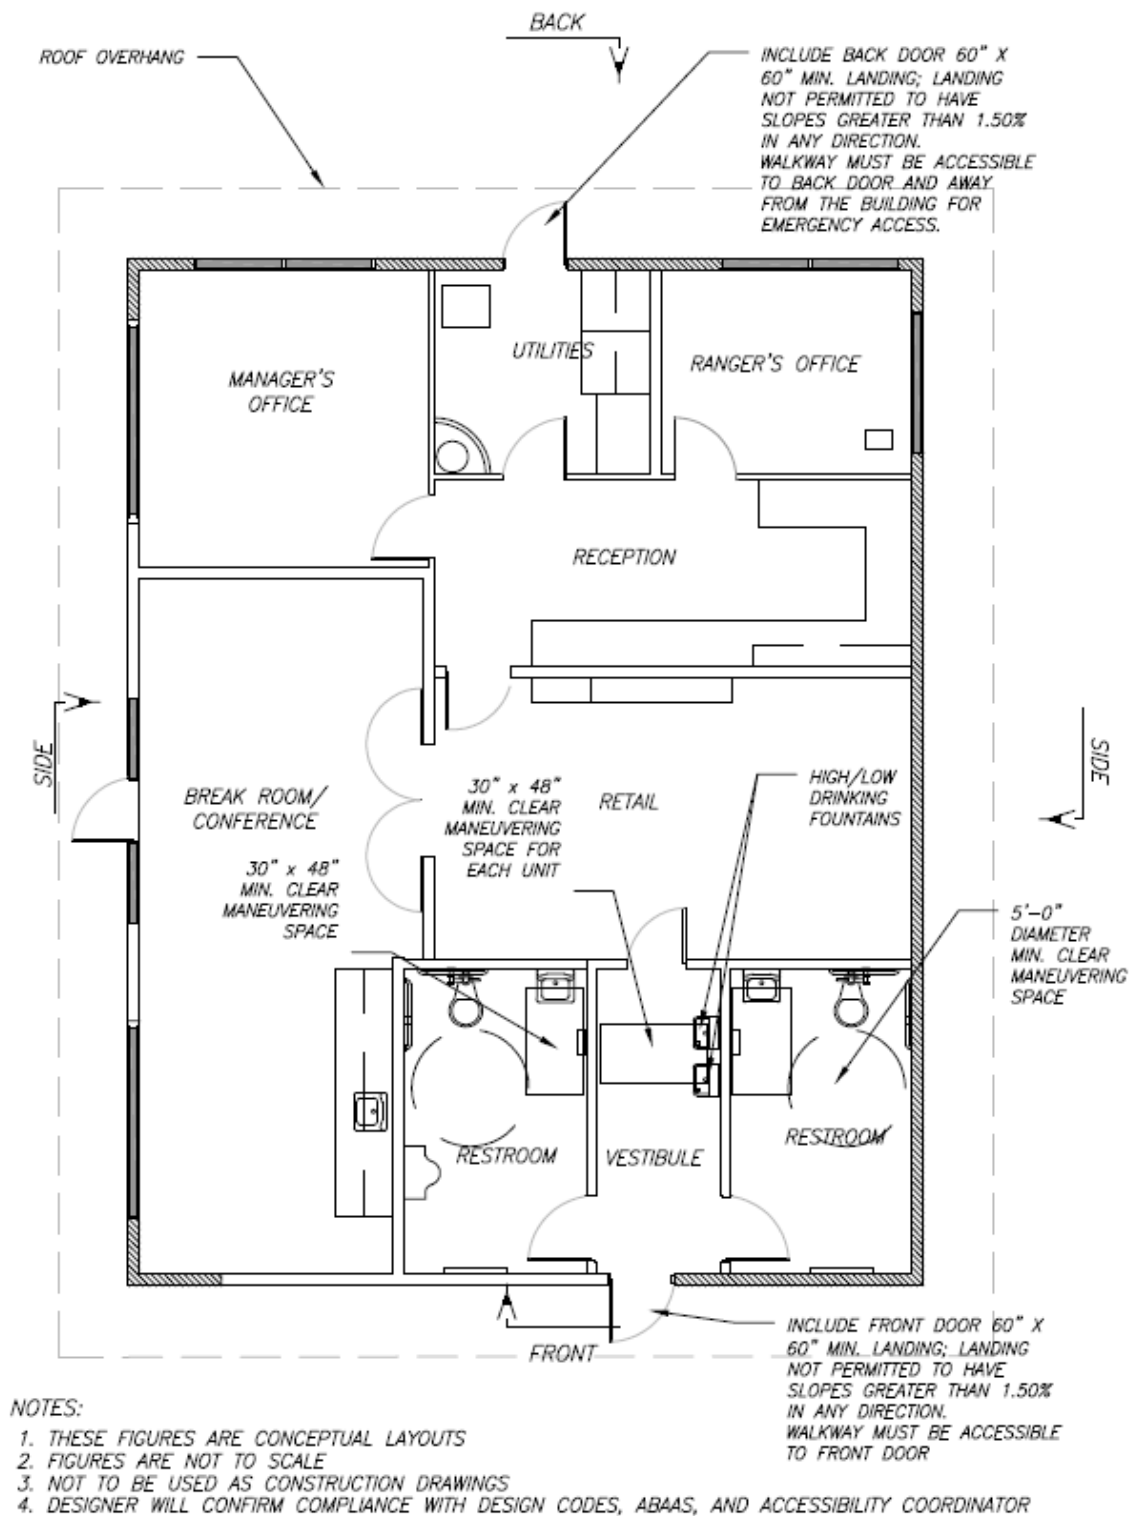 BACK
ROOF OVERHANG
INCLUDE BACK DOOR 60" X
60" MIN. LANDING; LANDING
NOT PERMITTED TO HAVE
SLOPES GREATER THAN 1.50%
IN ANY DIRECTION.
WALKWAY MUST BE ACCESSIBLE
TO BACK DOOR AND AWAY
FROM THE BUILDING FOR
EMERGENCY ACCESS.
MANAGER'S
OFFICE
UTILITIES
RANGER'S OFFICE
RECEPTION
SIDE
BREAK ROOM/
CONFERENCE
30" x 48"
MIN. CLEAR
MANEUVERING
SPACE
30" x 48"
MIN. CLEAR
MANEUVERING
SPACE FOR
EACH UNIT
RETAIL
HIGH/LOW
DRINKING
FOUNTAINS
SIDE
5'-0"
DIAMETER
MIN. CLEAR
MANEUVERING
SPACE
RESTROOM
VESTIBULE
RESTROOM
FRONT
INCLUDE FRONT DOOR 60" X
60" MIN. LANDING; LANDING
NOT PERMITTED TO HAVE
SLOPES GREATER THAN 1.50%
IN ANY DIRECTION.
WALKWAY MUST BE ACCESSIBLE
TO FRONT DOOR
NOTES:
1. THESE FIGURES ARE CONCEPTUAL LAYOUTS
2. FIGURES ARE NOT TO SCALE
3. NOT TO BE USED AS CONSTRUCTION DRAWINGS
4. DESIGNER WILL CONFIRM COMPLIANCE WITH DESIGN CODES, ABAAS, AND ACCESSIBILITY COORDINATOR